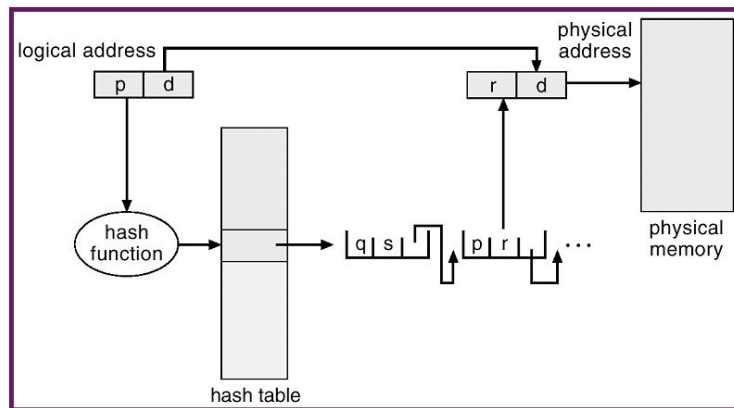 logical address
physical
address
p d
r d
hash
function
q s
p r ...
physical
memory
hash table